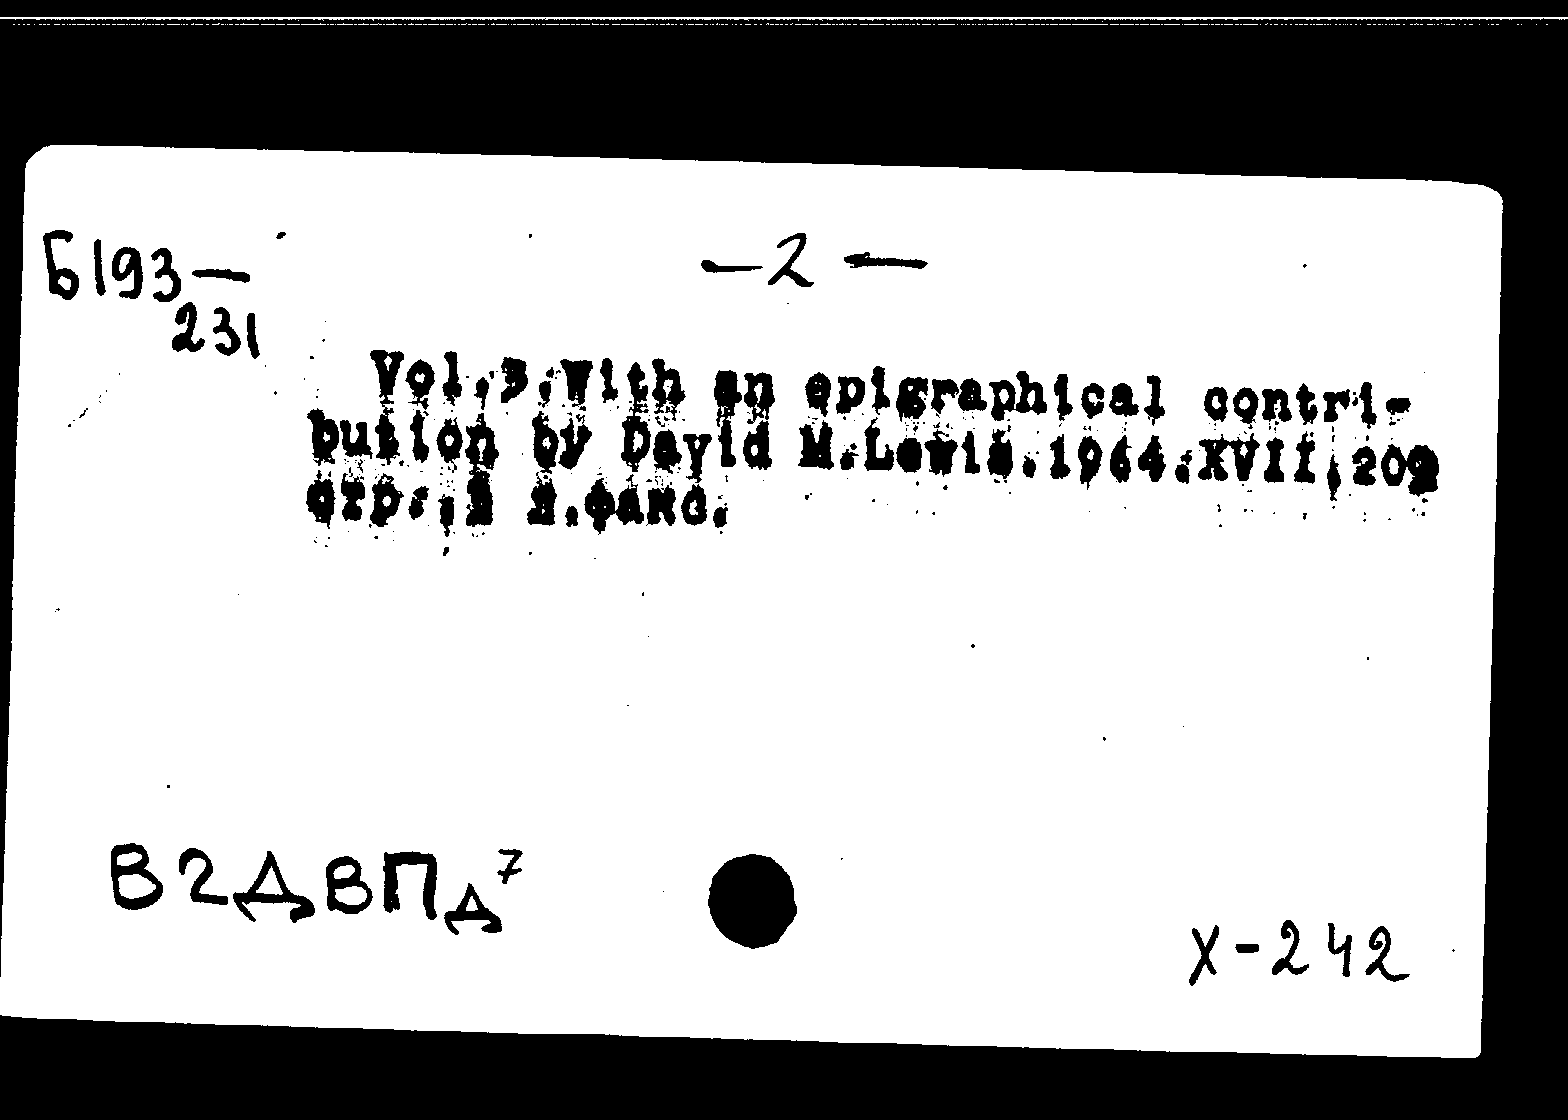 Б193—
231
—2—
Vol.3.With an epigraphical contri-
bution by David M.Lewis.1964.XVII,209
стр., л.факс.
В2ДВПд7
X-242